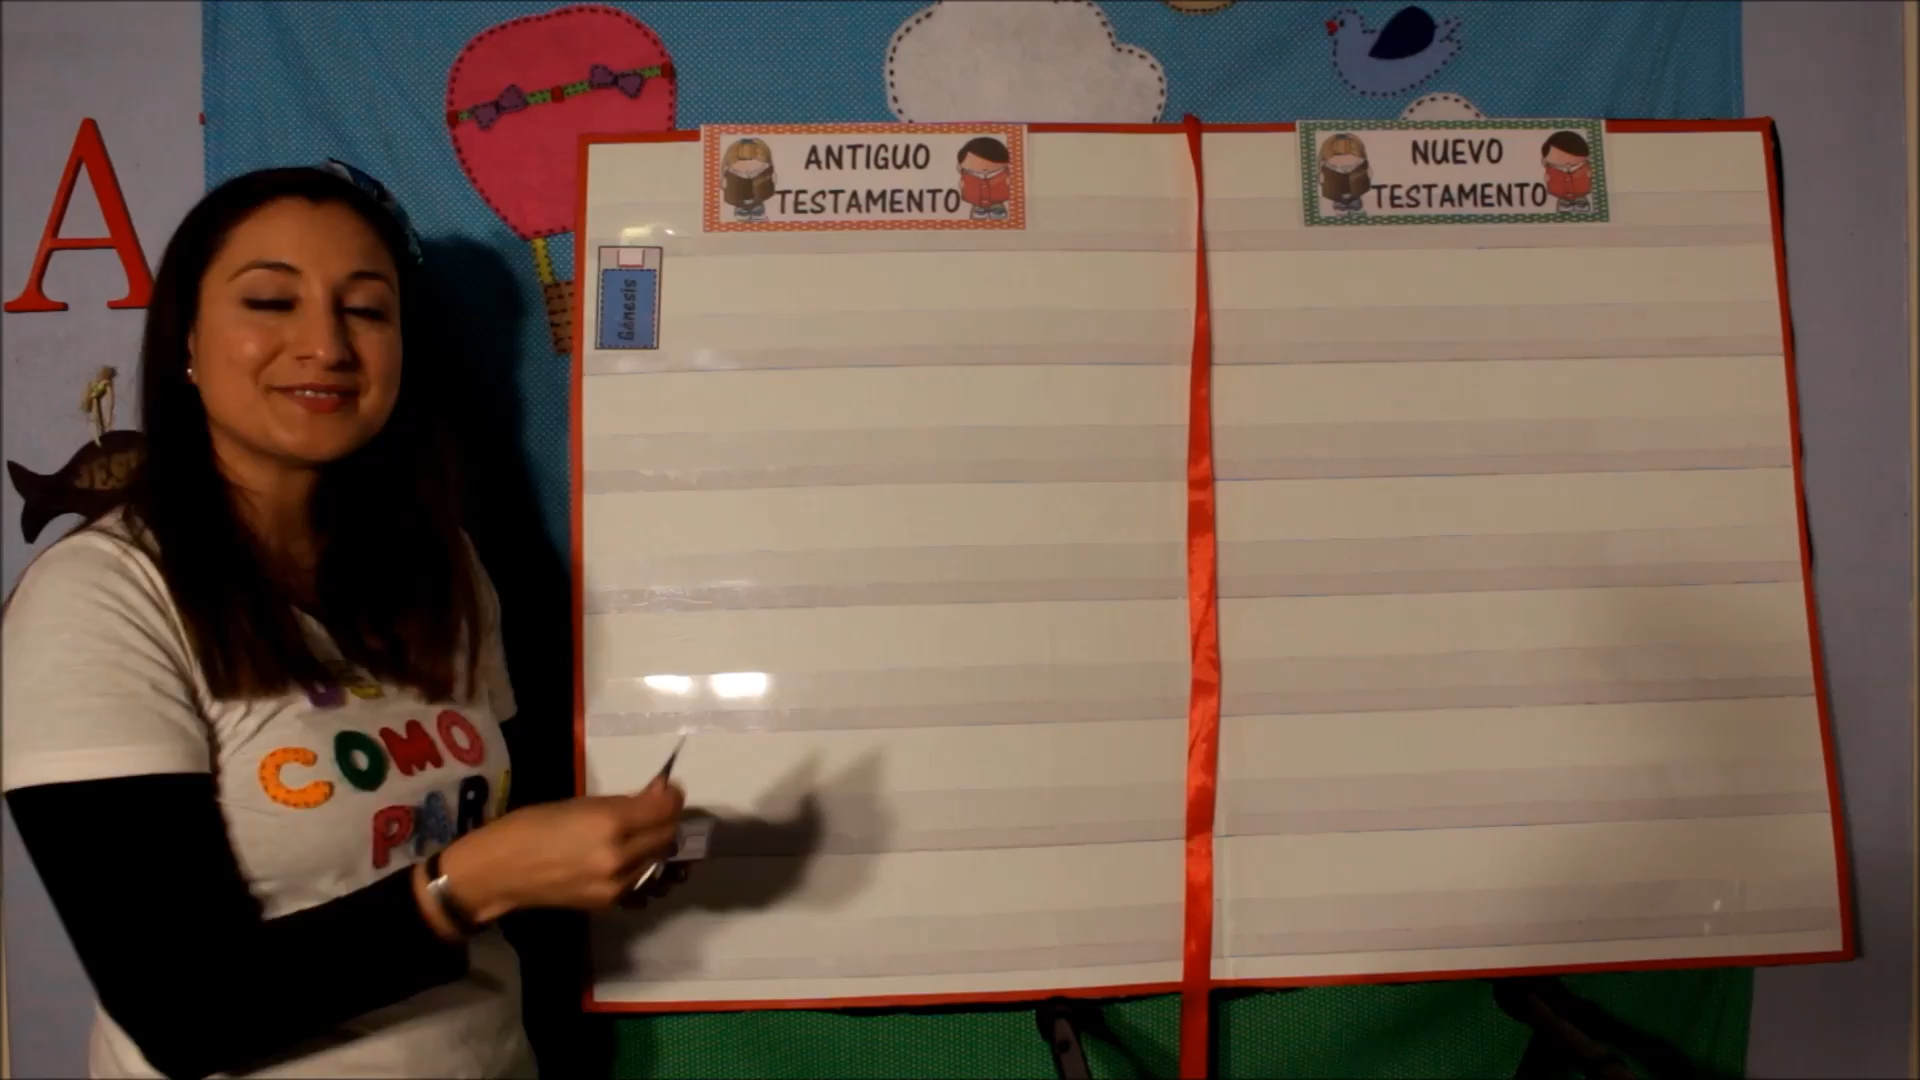 A
ANTIGUO
TESTAMENTO
NUEVO
TESTAMENTO
Génesis
COMO